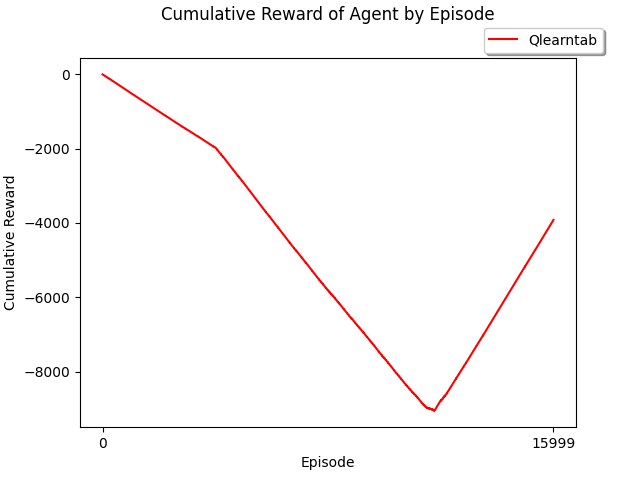 Cumulative Reward of Agent by Episode
Qlearntab
0
−2000
−4000
−6000
−8000
Cumulative Reward
0
15999
Episode